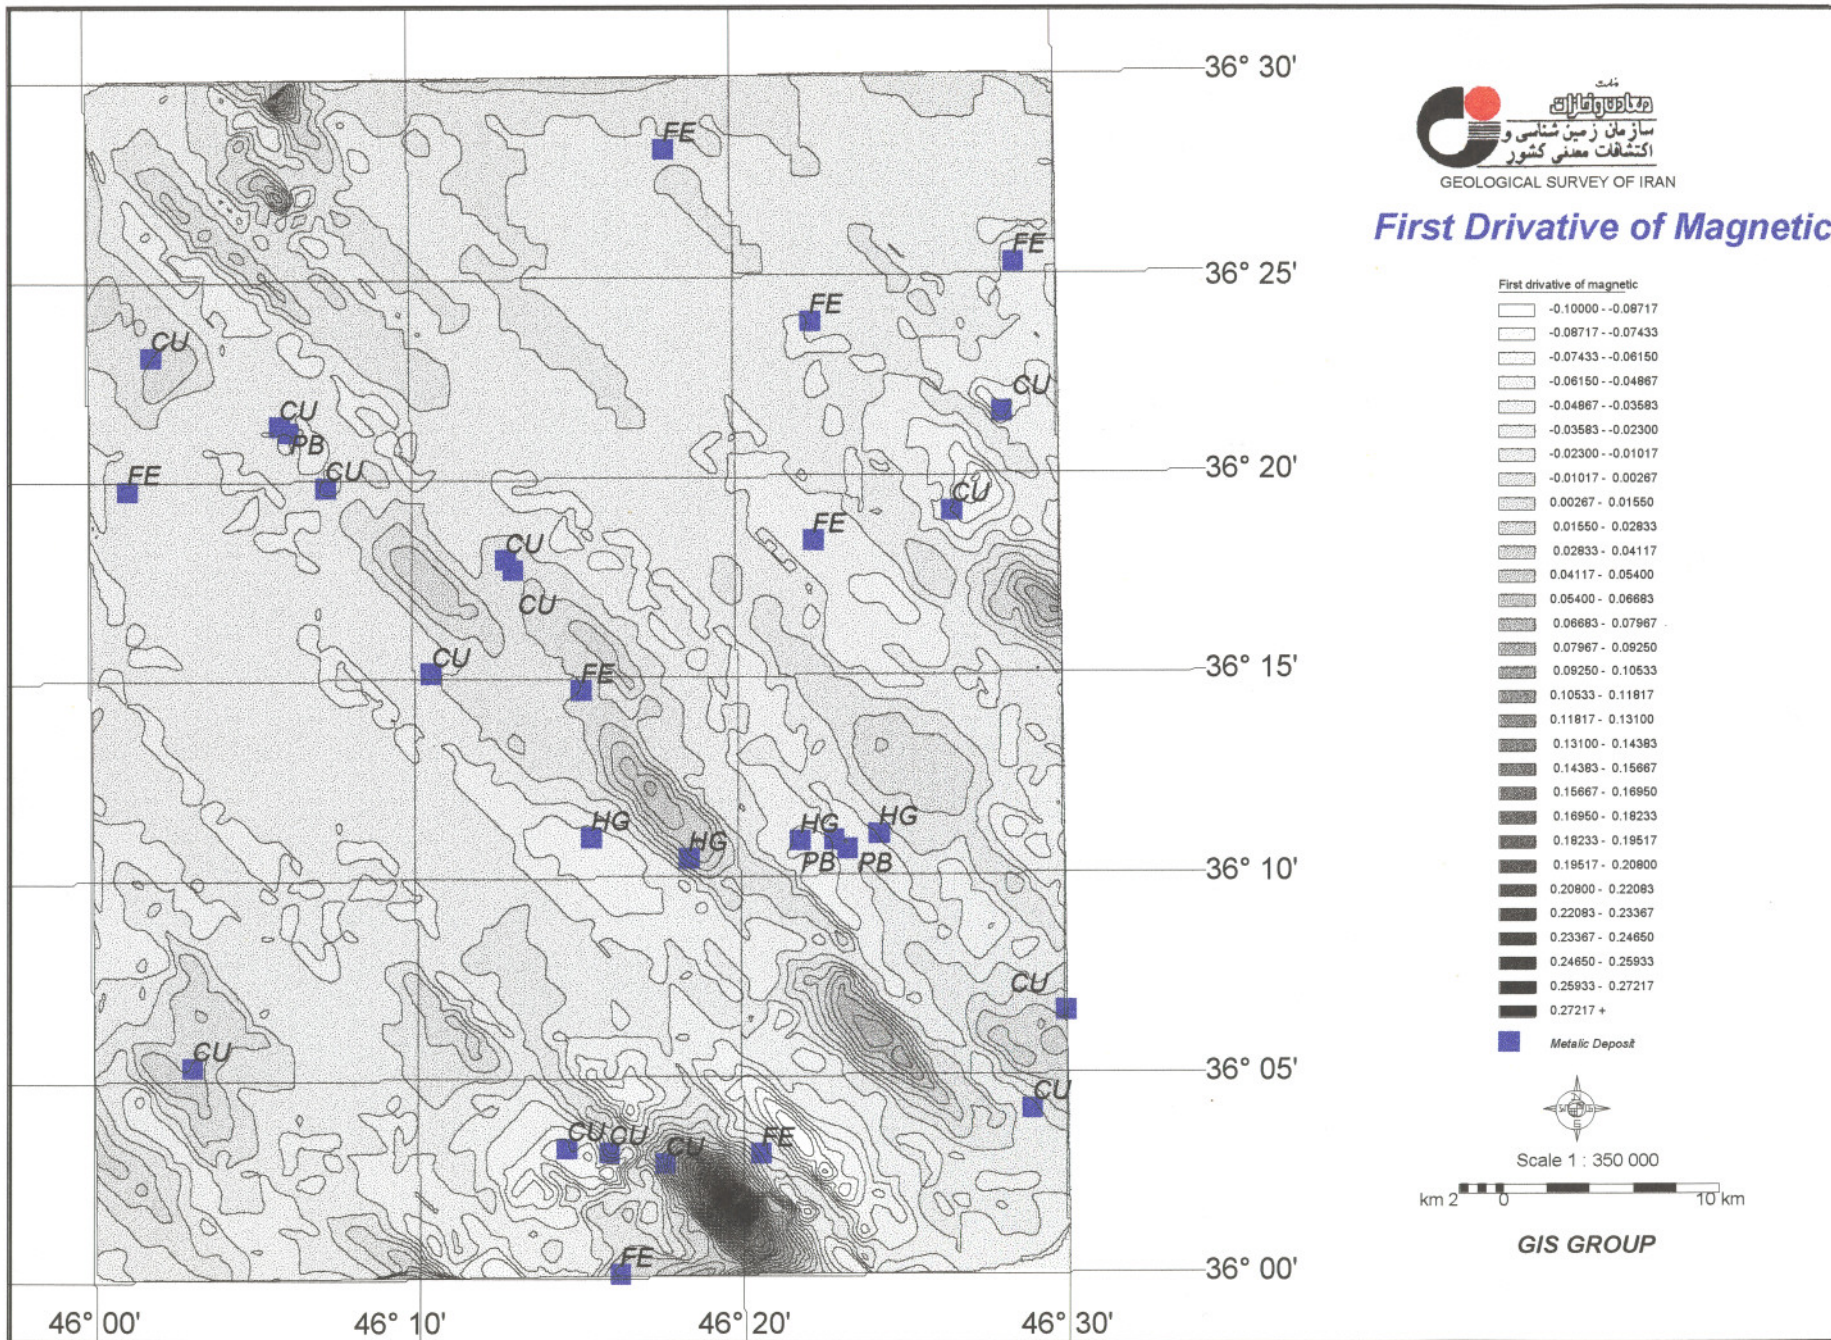 36° 30'
36° 25'
36° 20'
36° 15'
36° 10'
36° 05'
36° 00'
46° 00'
46° 10'
46° 20'
46° 30'
FE
FE
FE
CU
CU
CU
PB
FE
CU
CU
FE
CU
CU
CU
FE
HG
HG
HG
HG
PB
PB
CU
CU
CU
CU
CU
CU
FE
FE
سازمان زمین شناسی و
اکتشافات معدنی کشور
GEOLOGICAL SURVEY OF IRAN
First Drivative of Magnetic
First drivative of magnetic
-0.10000 - -0.08717
-0.08717 - -0.07433
-0.07433 - -0.06150
-0.06150 - -0.04867
-0.04867 - -0.03583
-0.03583 - -0.02300
-0.02300 - -0.01017
-0.01017 - 0.00267
0.00267 - 0.01550
0.01550 - 0.02833
0.02833 - 0.04117
0.04117 - 0.05400
0.05400 - 0.06683
0.06683 - 0.07967
0.07967 - 0.09250
0.09250 - 0.10533
0.10533 - 0.11817
0.11817 - 0.13100
0.13100 - 0.14383
0.14383 - 0.15667
0.15667 - 0.16950
0.16950 - 0.18233
0.18233 - 0.19517
0.19517 - 0.20800
0.20800 - 0.22083
0.22083 - 0.23367
0.23367 - 0.24650
0.24650 - 0.25933
0.25933 - 0.27217
0.27217 +
Metalic Deposit
Scale 1 : 350 000
km 2 0 10 km
GIS GROUP